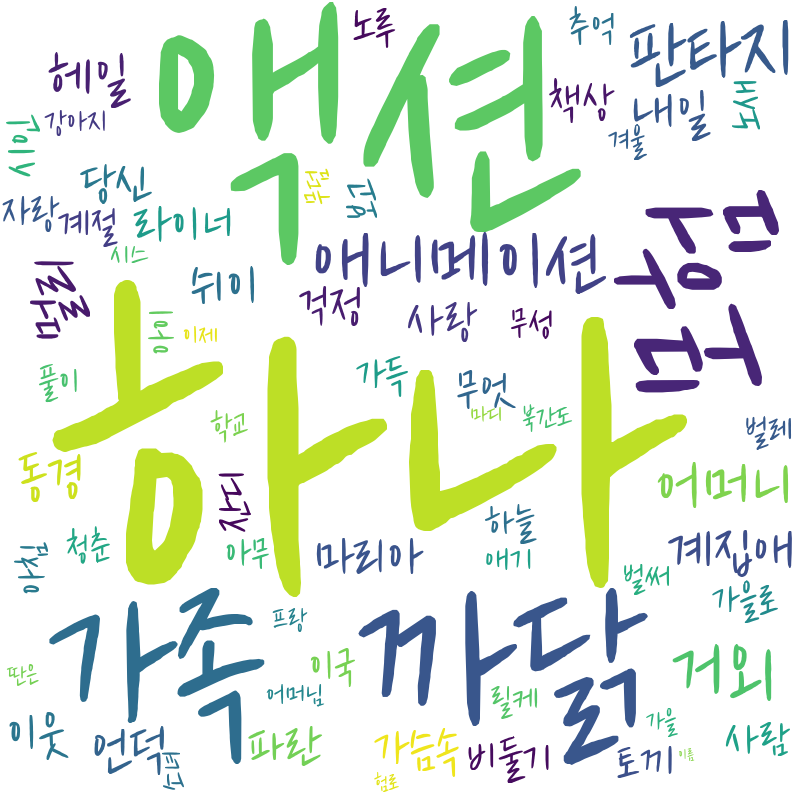 액션
노루
추억
판타지
헤일
책상
내일
강아지
겨울
당신
자랑
계절
라이너
시스
쉬이
애니메이션
걱정
사랑
무성
이제
풀이
가득
무엇
마디
북간도
하나
학교
벌레
동경
어머니
잔디
하늘
청춘
아무
마리아
애기
계집애
벌써
가을로
가족
까닭
프랑
딴은
이국
어머님
릴케
거외
가을
이웃
언덕
파란
가슴속
비둘기
토끼
사람
이름